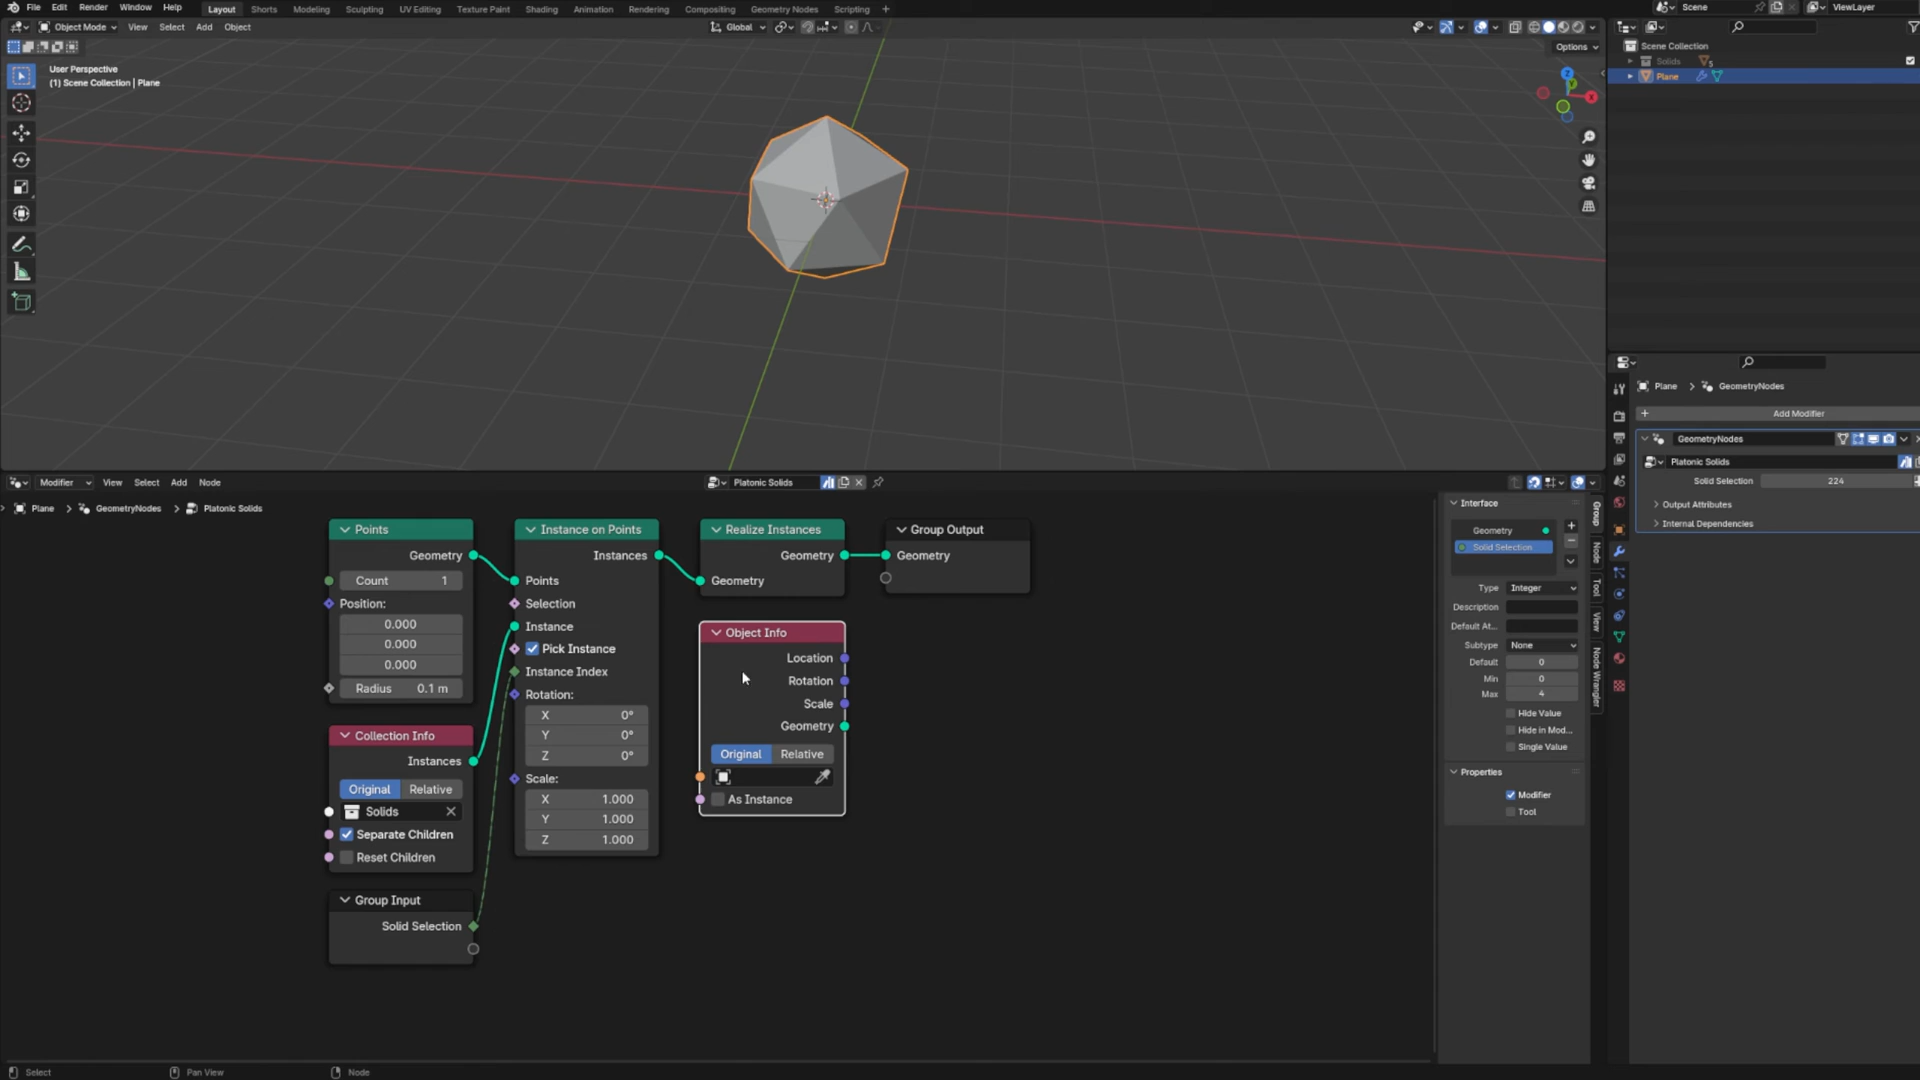 File Edit Render Window Help Layout Shorts Modeling Sculpting UV Editing Texture Paint Shading Animation Rendering Compositing Geometry Nodes Scripting + Scene ViewLayer
Object Mode View Select Add Object Global
Options
User Perspective
(1) Scene Collection | Plane
Scene Collection
Solids 5
Plane
X
Y
Z
Plane > GeometryNodes
+ Add Modifier
GeometryNodes
Platonic Solids
Solid Selection 224
Output Attributes
Internal Dependencies
Modifier View Select Add Node Platonic Solids
Plane > GeometryNodes > Platonic Solids
Points
Geometry
Count 1
Position:
0.000
0.000
0.000
Radius 0.1 m
Collection Info
Instances
Original Relative
Solids
Separate Children
Reset Children
Group Input
Solid Selection
Instance on Points
Instances
Points
Selection
Instance
Pick Instance
Instance Index
Rotation:
X 0°
Y 0°
Z 0°
Scale:
X 1.000
Y 1.000
Z 1.000
Realize Instances
Geometry
Geometry
Object Info
Location
Rotation
Scale
Geometry
Original Relative
As Instance
Group Output
Geometry
Interface
Geometry
Solid Selection
Type Integer
Description
Default At...
Subtype None
Default 0
Min 0
Max 4
Hide Value
Hide in Mod...
Single Value
Properties
Modifier
Tool
Group
Node
Tool
View
Node Wrangler
Select Pan View Node